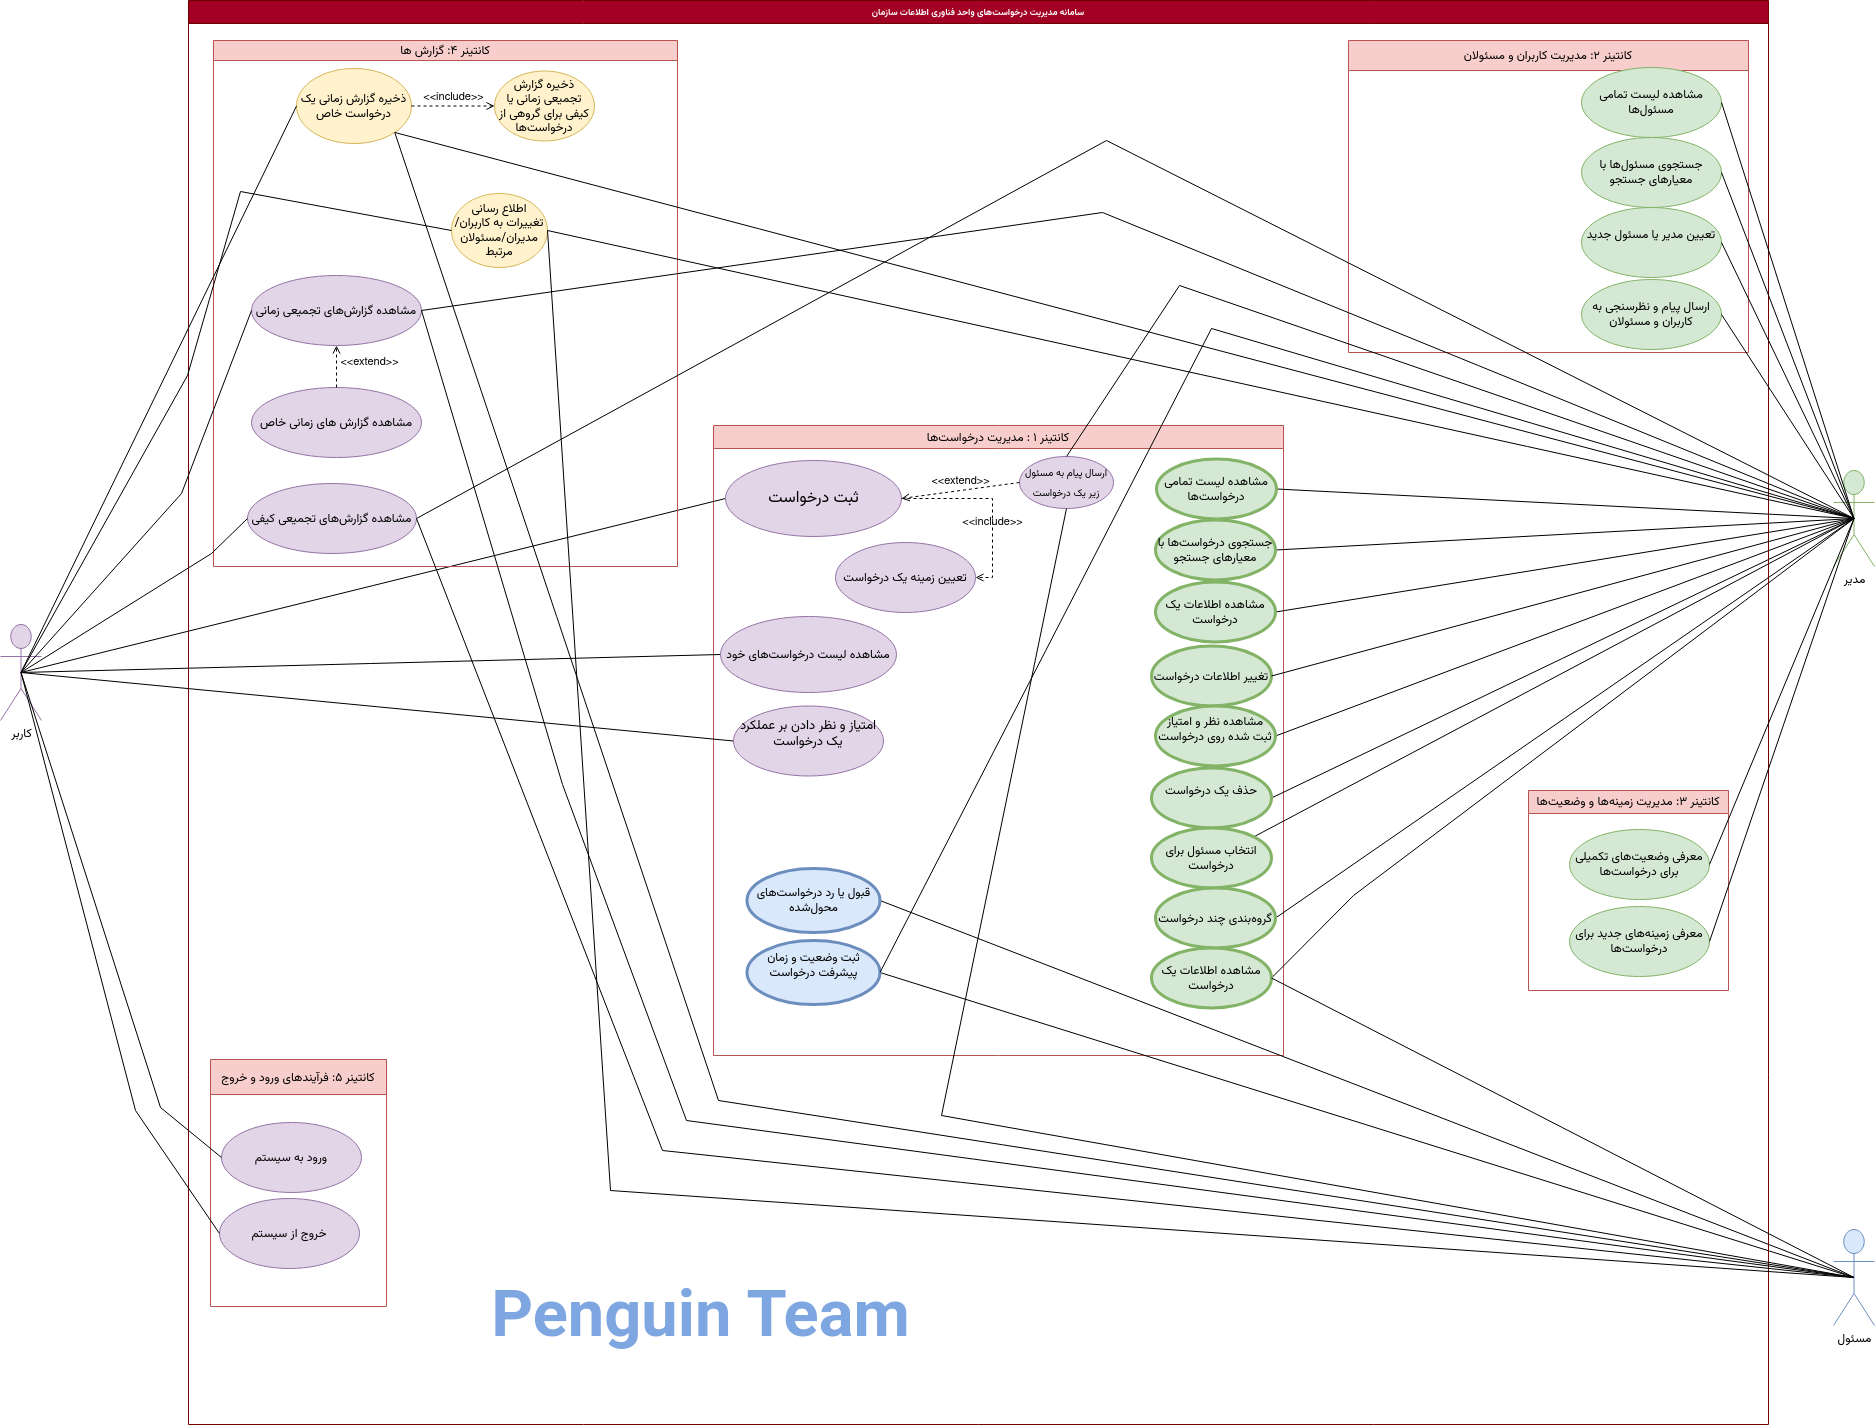 سامانه مدیریت درخواست‌های واحد فناوری اطلاعات سازمان
کانتینر ۲: مدیریت کاربران و مسئولان
مشاهده لیست تمامی
مسئول‌ها
جستجوی مسئول‌ها با
معیارهای جستجو
تعیین مدیر یا مسئول جدید
ارسال پیام و نظرسنجی به
کاربران و مسئولان
کانتینر ۴: گزارش ها
ذخیره گزارش زمانی یک
درخواست خاص
<<include>>
ذخیره گزارش
تجمیعی زمانی یا
کیفی برای گروهی از
درخواست‌ها
اطلاع رسانی
تغییرات به کاربران/
مدیران/مسئولان
مرتبط
مشاهده گزارش‌های تجمیعی زمانی
<<extend>>
مشاهده گزارش های زمانی خاص
مشاهده گزارش‌های تجمیعی کیفی
کانتینر ۱ : مدیریت درخواست‌ها
ثبت درخواست
<<extend>>
ارسال پیام به مسئول
زیر یک درخواست
<<include>>
تعیین زمینه یک درخواست
مشاهده لیست درخواست‌های خود
امتیاز و نظر دادن بر عملکرد
یک درخواست
قبول یا رد درخواست‌های
محول‌شده
ثبت وضعیت و زمان
پیشرفت درخواست
مشاهده لیست تمامی
درخواست‌ها
جستجوی درخواست‌ها با
معیارهای جستجو
مشاهده اطلاعات یک
درخواست
تغییر اطلاعات درخواست
مشاهده نظر و امتیاز
ثبت شده روی درخواست
حذف یک درخواست
انتخاب مسئول برای
درخواست
گروه‌بندی چند درخواست
مشاهده اطلاعات یک
درخواست
مدیر
کاربر
کانتینر ۳: مدیریت زمینه‌ها و وضعیت‌ها
معرفی وضعیت‌های تکمیلی
برای درخواست‌ها
معرفی زمینه‌های جدید برای
درخواست‌ها
کانتینر ۵: فرآیندهای ورود و خروج
ورود به سیستم
خروج از سیستم
مسئول
Penguin Team